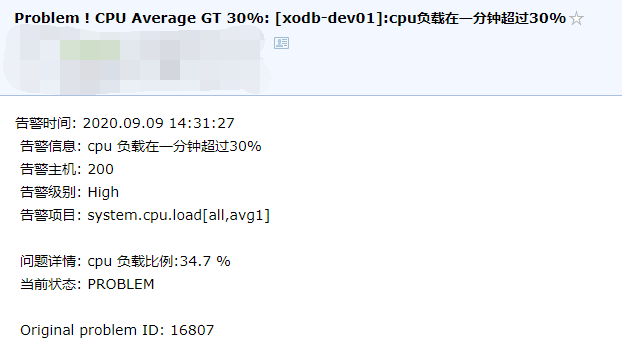 Problem ! CPU Average GT 30%: [xodb-dev01]:cpu负载在一分钟超过30%
告警时间: 2020.09.09 14:31:27
告警信息: cpu 负载在一分钟超过30%
告警主机: 200
告警级别: High
告警项目: system.cpu.load[all,avg1]
问题详情: cpu 负载比例:34.7 %
当前状态: PROBLEM
Original problem ID: 16807